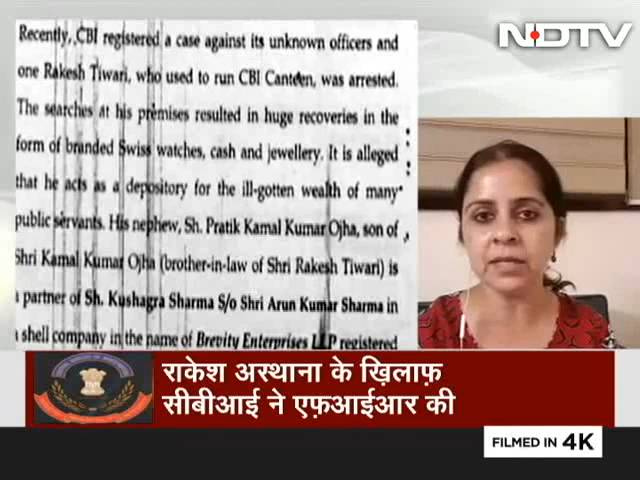 NDTV
Recently, CBI registered a case against its unknown officers and
one Rakesh Tiwari, who used to run CBI Canteen, was arrested.
The searches at his premises resulted in huge recoveries in the
form of branded Swiss watches, cash and jewellery. It is alleged
that he acts as a depository for the ill-gotten wealth of many
public servants. His nephew, Sh. Pratik Kamal Kumar Ojha, son of
Shri Kamal Kumar Ojha (brother-in-law of Shri Rakesh Tiwari) is
a partner of Sh. Kushagra Sharma S/o Shri Arun Kumar Sharma in
a shell company in the name of Brevity Enterprises LLP registered
राकेश अस्थाना के ख़िलाफ़
सीबीआई ने एफ़आईआर की
FILMED IN 4K